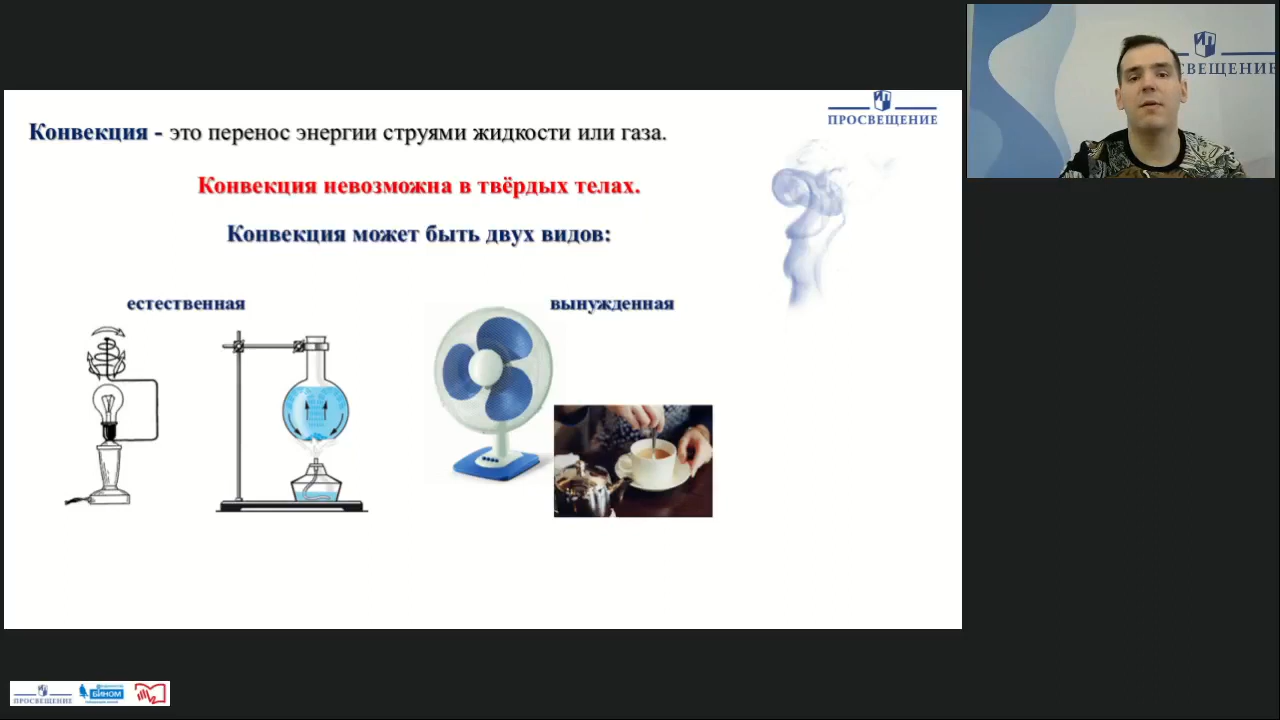 СВЕЩЕНИЕ
ПРОСВЕЩЕНИЕ
Конвекция - это перенос энергии струями жидкости или газа.
Конвекция невозможна в твёрдых телах.
Конвекция может быть двух видов:
естественная
вынужденная
ПРОСВЕЩЕНИЕ
БИНОМ